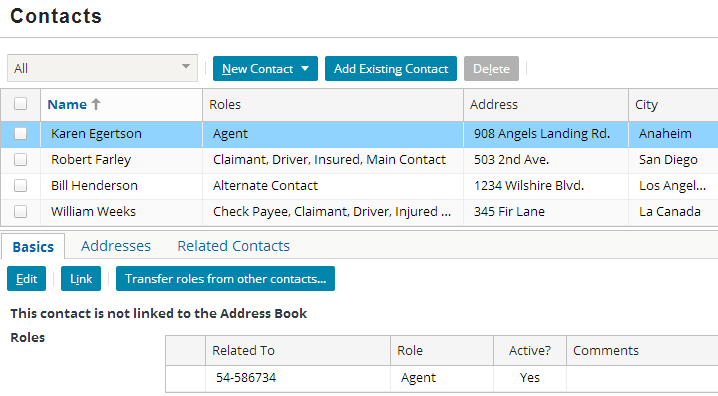 Contacts
All New Contact Add Existing Contact Delete
Name Roles Address City
Karen Egertson Agent 908 Angels Landing Rd. Anaheim
Robert Farley Claimant, Driver, Insured, Main Contact 503 2nd Ave. San Diego
Bill Henderson Alternate Contact 1234 Wilshire Blvd. Los Angel...
William Weeks Check Payee, Claimant, Driver, Injured ... 345 Fir Lane La Canada
Basics Addresses Related Contacts
Edit Link Transfer roles from other contacts...
This contact is not linked to the Address Book
Roles
Related To Role Active? Comments
54-586734 Agent Yes